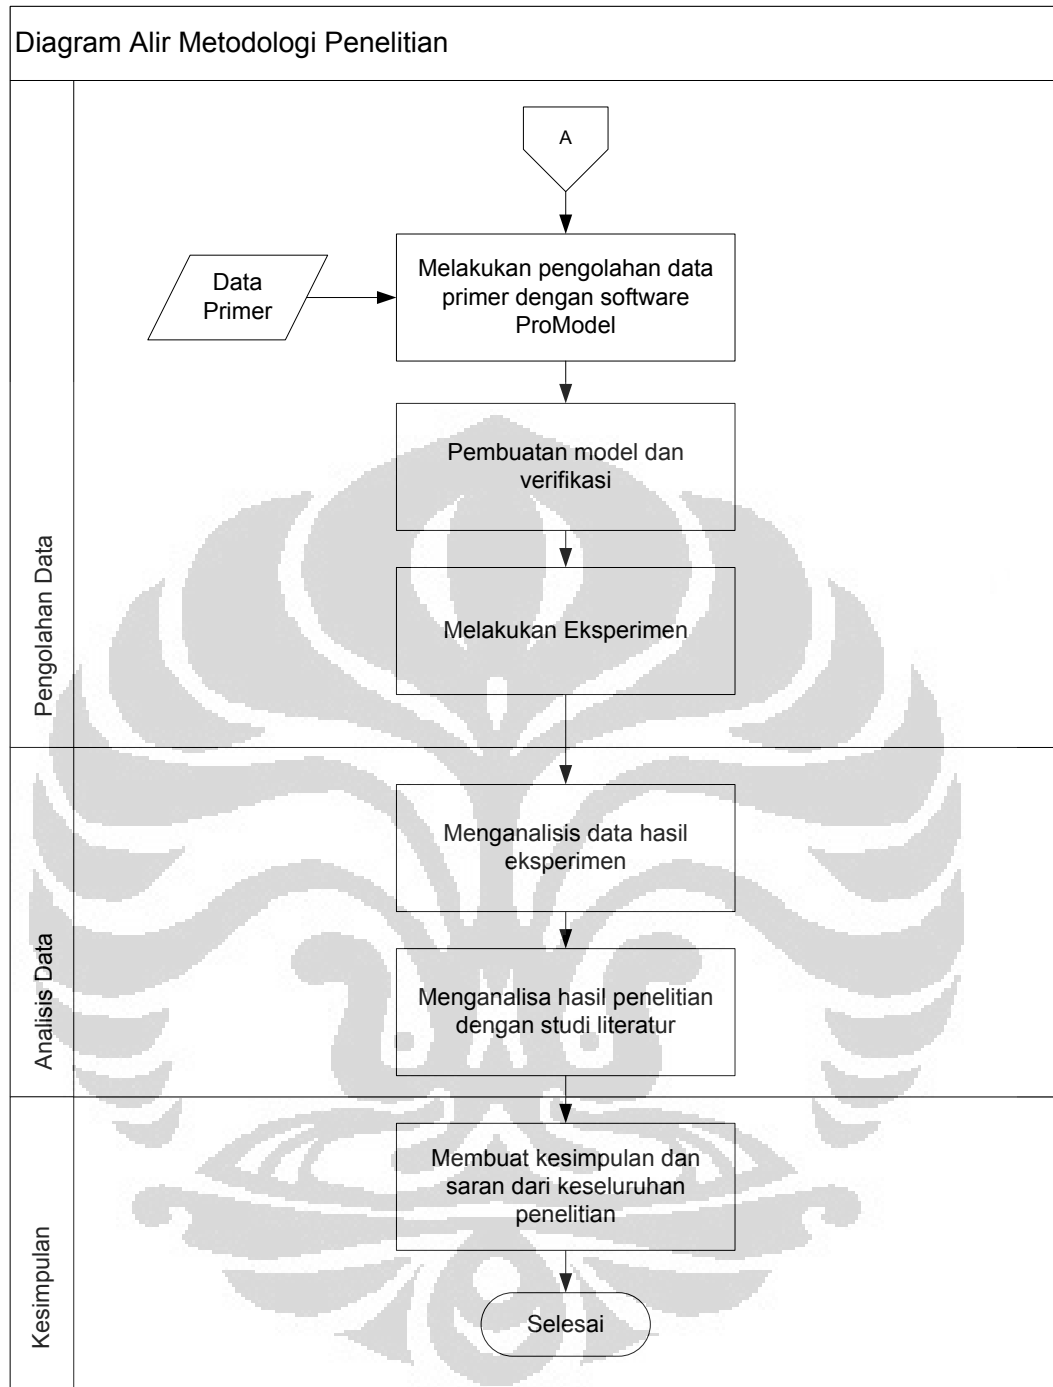 Diagram Alir Metodologi Penelitian
A
Data
Primer
Melakukan pengolahan data
primer dengan software
ProModel
Pembuatan model dan
verifikasi
Melakukan Eksperimen
Pengolahan Data
Menganalisis data hasil
eksperimen
Menganalisa hasil penelitian
dengan studi literatur
Analisis Data
Membuat kesimpulan dan
saran dari keseluruhan
penelitian
Selesai
Kesimpulan